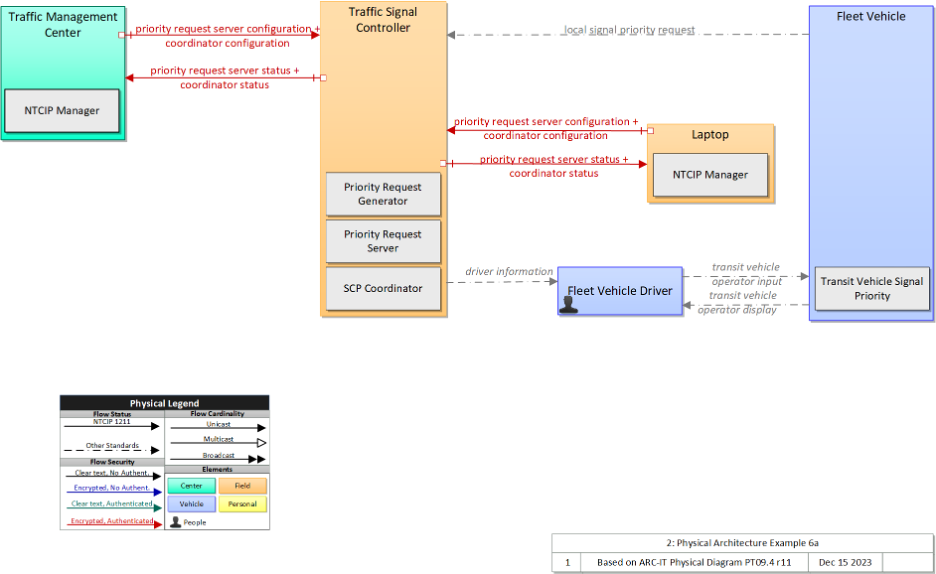 Traffic Management
Center
NTCIP Manager
priority request server configuration +
coordinator configuration
priority request server status +
coordinator status
Traffic Signal
Controller
Priority Request
Generator
Priority Request
Server
SCP Coordinator
local signal priority request
priority request server configuration +
coordinator configuration
priority request server status +
coordinator status
Laptop
NTCIP Manager
driver information
Fleet Vehicle Driver
transit vehicle
operator input
transit vehicle
operator display
Fleet Vehicle
Transit Vehicle Signal
Priority
Physical Legend
Flow Status
NTCIP 1211
Other Standards
Flow Security
Clear text, No Authent.
Encrypted, No Authent.
Clear text, Authenticated
Encrypted, Authenticated
Flow Cardinality
Unicast
Multicast
Broadcast
Elements
Center
Field
Vehicle
Personal
People
2: Physical Architecture Example 6a
1 Based on ARC-IT Physical Diagram PT09.4 r11 Dec 15 2023